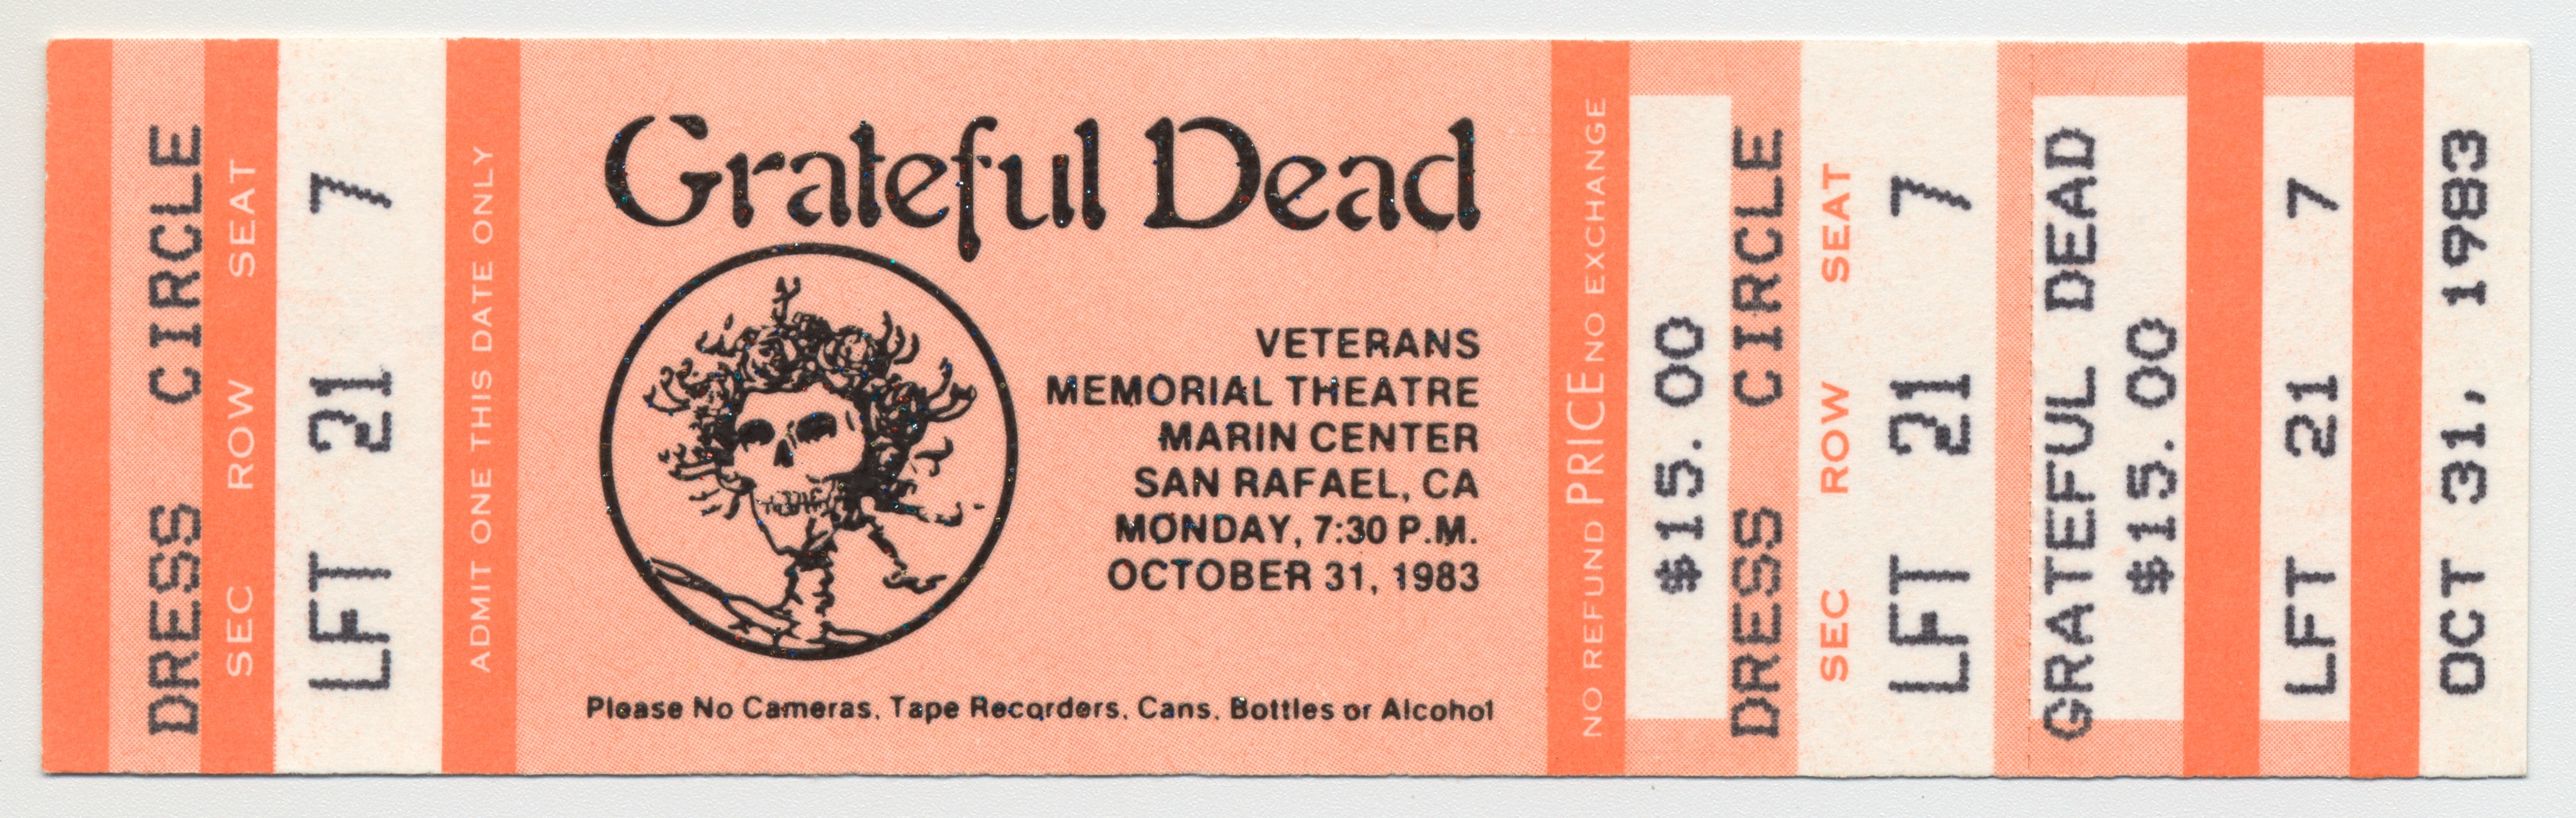 DRESS CIRCLE
SEC ROW SEAT
LFT 21 7
ADMIT ONE THIS DATE ONLY
Grateful Dead
VETERANS
MEMORIAL THEATRE
MARIN CENTER
SAN RAFAEL, CA
MONDAY, 7:30 P.M.
OCTOBER 31, 1983
Please No Cameras, Tape Recorders, Cans, Bottles or Alcohol
NO REFUND PRICE NO EXCHANGE
$15.00
DRESS CIRCLE
SEC ROW SEAT
LFT 21 7
GRATEFUL DEAD
$15.00
LFT 21 7
OCT 31, 1983